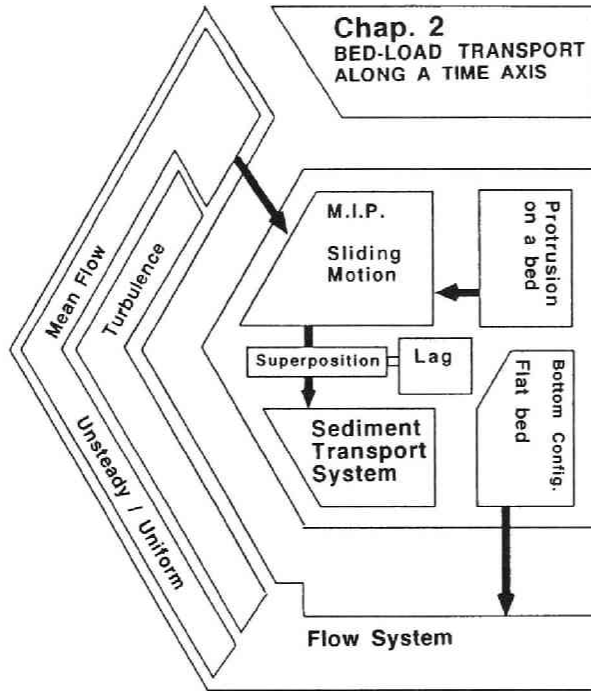 Chap. 2
BED-LOAD TRANSPORT
ALONG A TIME AXIS
Mean Flow
Turbulence
Unsteady / Uniform
M.I.P.
Sliding
Motion
Protrusion
on a bed
Superposition
Lag
Sediment
Transport
System
Bottom Config.
Flat bed
Flow System